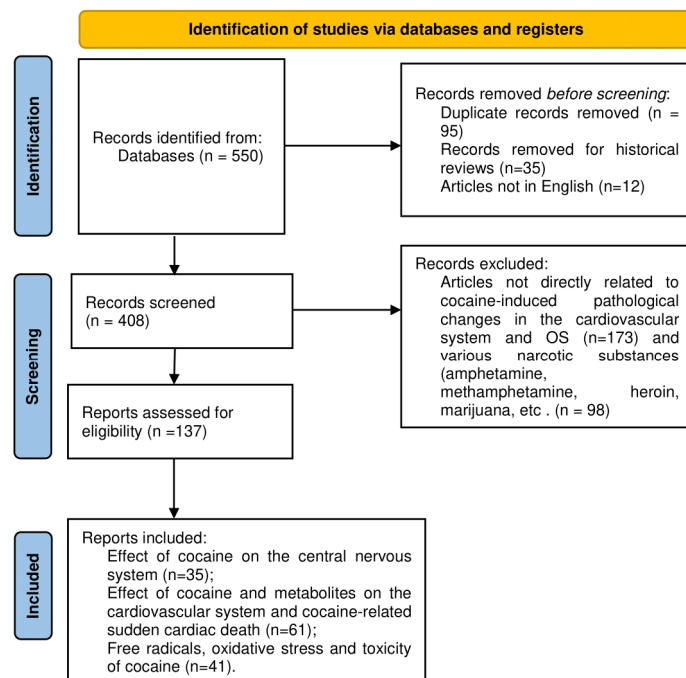 Identification of studies via databases and registers
Identification
Records identified from:
Databases (n = 550)
Records removed before screening:
Duplicate records removed (n =
95)
Records removed for historical
reviews (n=35)
Articles not in English (n=12)
Screening
Records screened
(n = 408)
Records excluded:
Articles not directly related to
cocaine-induced pathological
changes in the cardiovascular
system and OS (n=173) and
various narcotic substances
(amphetamine,
methamphetamine, heroin,
marijuana, etc . (n = 98)
Reports assessed for
eligibility (n =137)
Included
Reports included:
Effect of cocaine on the central nervous
system (n=35);
Effect of cocaine and metabolites on the
cardiovascular system and cocaine-related
sudden cardiac death (n=61);
Free radicals, oxidative stress and toxicity
of cocaine (n=41).